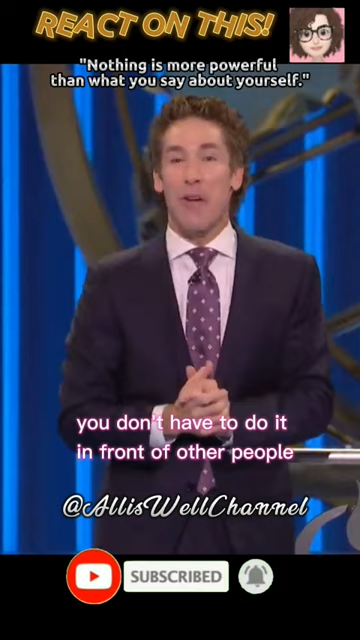 REACT ON THIS!
"Nothing is more powerful
than what you say about yourself."
you don't have to do it
in front of other people
@AllisWellChannel
SUBSCRIBED